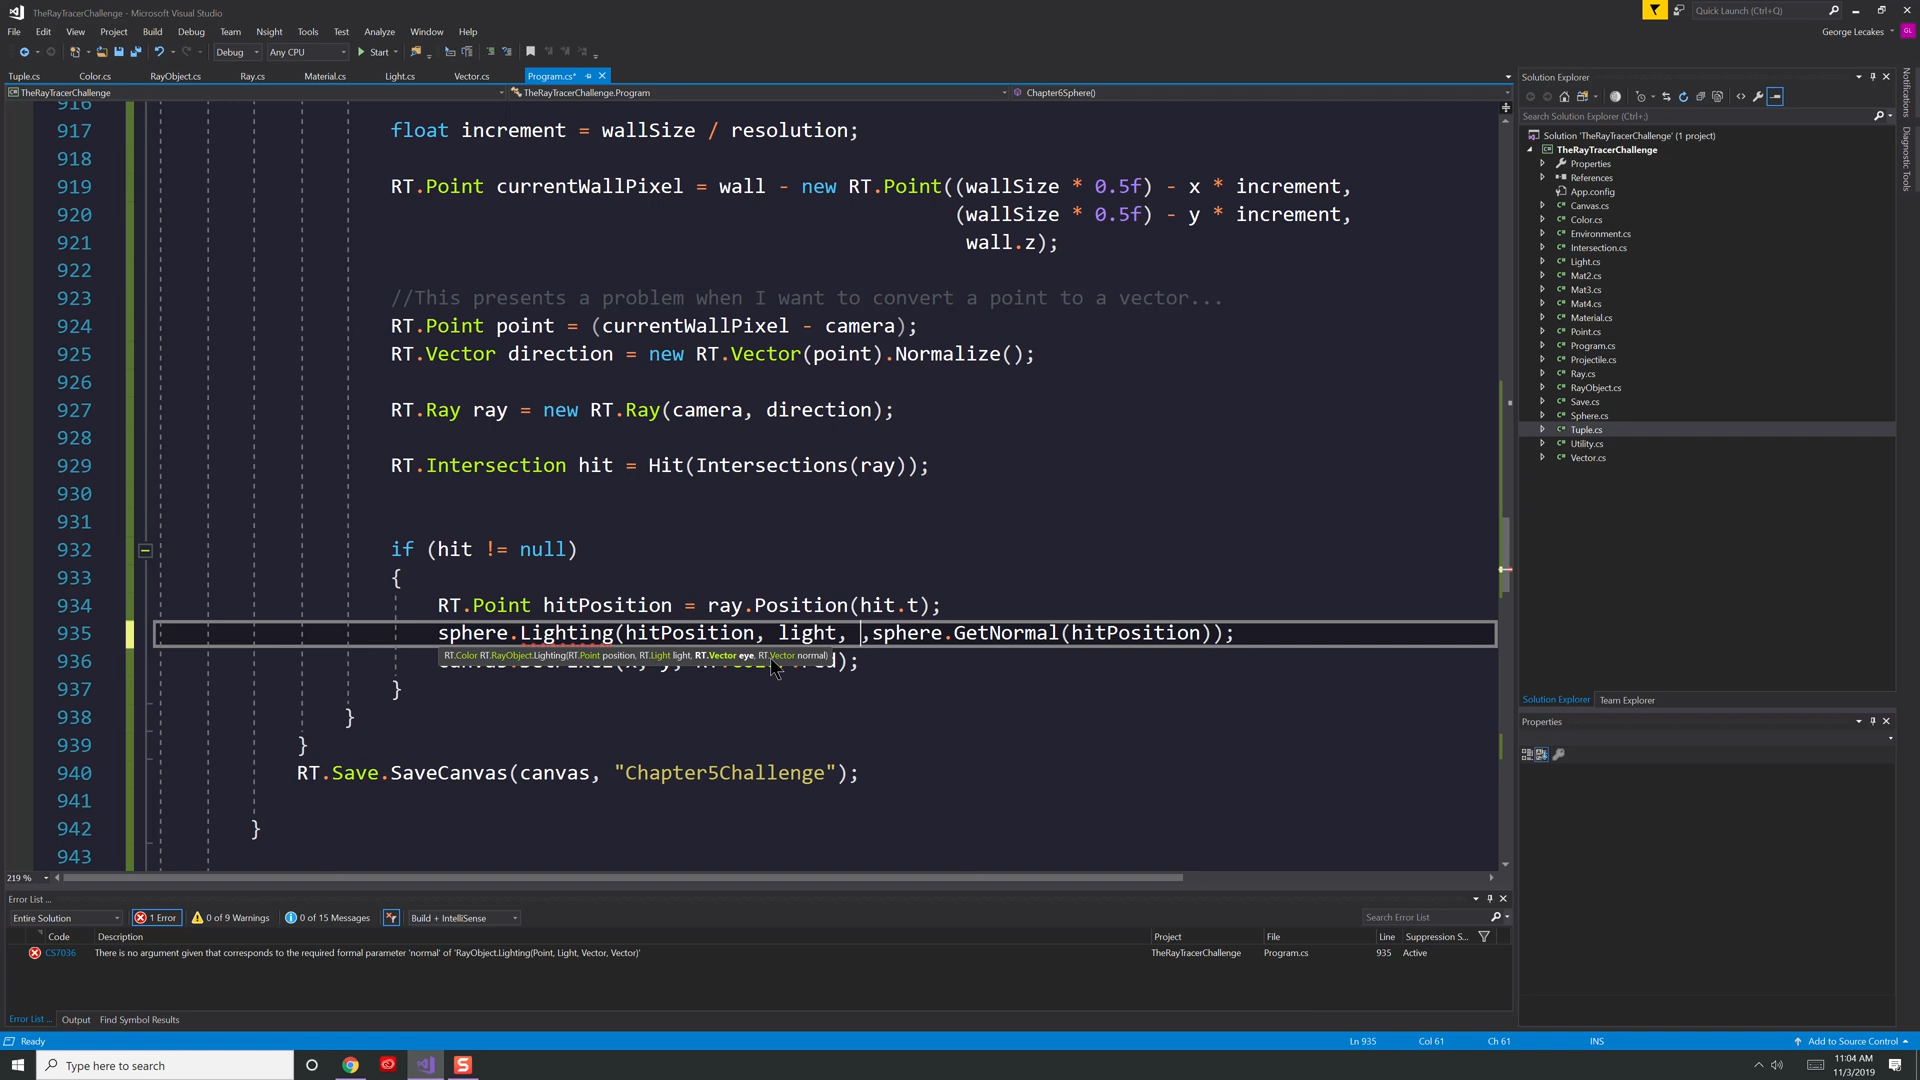 TheRayTracerChallenge - Microsoft Visual Studio
Quick Launch (Ctrl+Q)
File Edit View Project Build Debug Team Nsight Tools Test Analyze Window Help
George Lecakes GL
Debug Any CPU Start
Tuple.cs Color.cs RayObject.cs Ray.cs Material.cs Light.cs Vector.cs Program.cs*
TheRayTracerChallenge TheRayTracerChallenge.Program Chapter6Sphere()
916
917 float increment = wallSize / resolution;
918
919 RT.Point currentWallPixel = wall - new RT.Point((wallSize * 0.5f) - x * increment,
920 (wallSize * 0.5f) - y * increment,
921 wall.z);
922
923 //This presents a problem when I want to convert a point to a vector...
924 RT.Point point = (currentWallPixel - camera);
925 RT.Vector direction = new RT.Vector(point).Normalize();
926
927 RT.Ray ray = new RT.Ray(camera, direction);
928
929 RT.Intersection hit = Hit(Intersections(ray));
930
931
932 if (hit != null)
933 {
934 RT.Point hitPosition = ray.Position(hit.t);
935 sphere.Lighting(hitPosition, light, ,sphere.GetNormal(hitPosition));
RT.Color RT.RayObject.Lighting(RT.Point position, RT.Light light, RT.Vector eye, RT.Vector normal)
936
937 }
938 }
939 }
940 RT.Save.SaveCanvas(canvas, "Chapter5Challenge");
941
942 }
943
219 %
Solution Explorer
Search Solution Explorer (Ctrl+;)
Solution 'TheRayTracerChallenge' (1 project)
TheRayTracerChallenge
Properties
References
App.config
Canvas.cs
Color.cs
Environment.cs
Intersection.cs
Light.cs
Mat2.cs
Mat3.cs
Mat4.cs
Material.cs
Point.cs
Program.cs
Projectile.cs
Ray.cs
RayObject.cs
Save.cs
Sphere.cs
Tuple.cs
Utility.cs
Vector.cs
Solution Explorer Team Explorer
Properties
Notifications
Diagnostic Tools
Error List ...
Entire Solution 1 Error 0 of 9 Warnings 0 of 15 Messages Build + IntelliSense Search Error List
Code Description Project File Line Suppression S...
CS7036 There is no argument given that corresponds to the required formal parameter 'normal' of 'RayObject.Lighting(Point, Light, Vector, Vector)' TheRayTracerChallenge Program.cs 935 Active
Error List ... Output Find Symbol Results
Ready Ln 935 Col 61 Ch 61 INS Add to Source Control
Type here to search
11:04 AM
11/3/2019